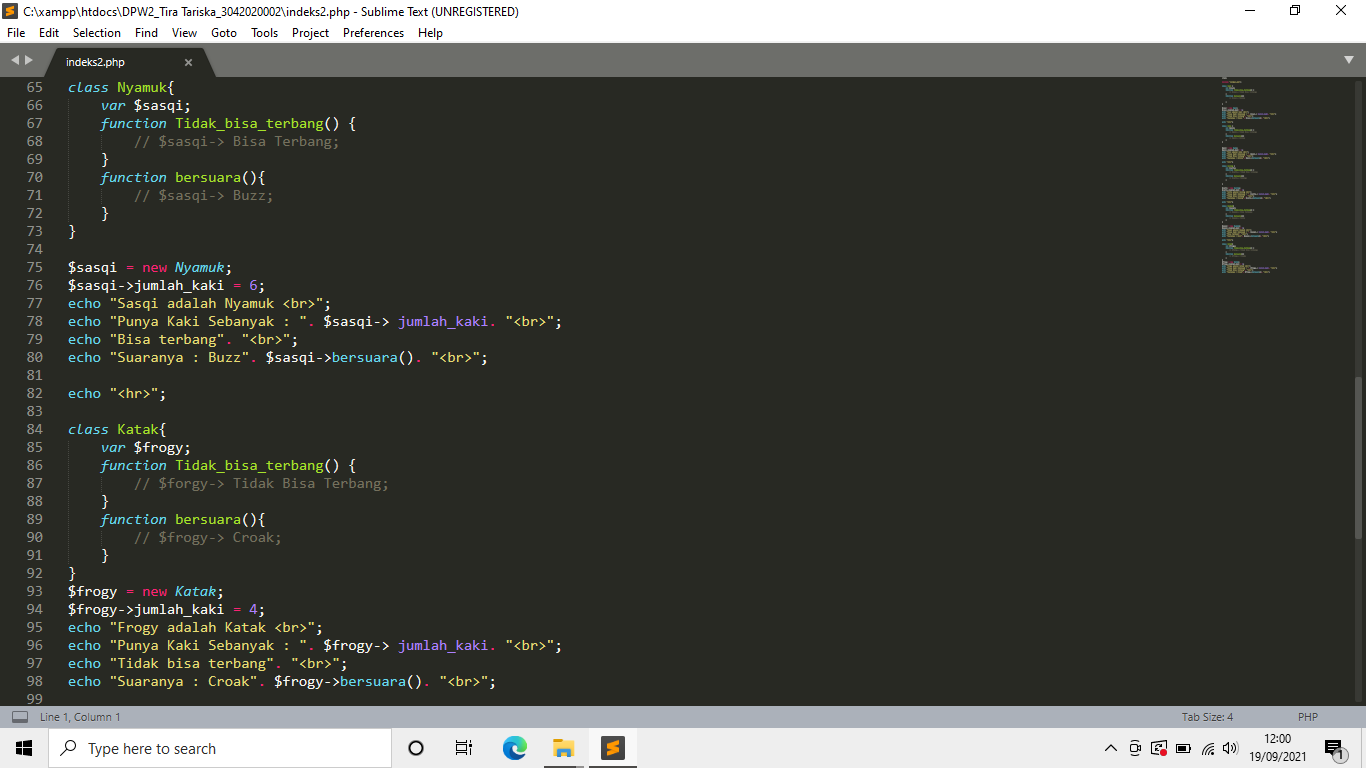 C:\xampp\htdocs\DPW2_Tira Tariska_3042020002\indeks2.php - Sublime Text (UNREGISTERED)
File Edit Selection Find View Goto Tools Project Preferences Help
indeks2.php
65 class Nyamuk{
66 var $sasqi;
67 function Tidak_bisa_terbang() {
68 // $sasqi-> Bisa Terbang;
69 }
70 function bersuara(){
71 // $sasqi-> Buzz;
72 }
73 }
74
75 $sasqi = new Nyamuk;
76 $sasqi->jumlah_kaki = 6;
77 echo "Sasqi adalah Nyamuk <br>";
78 echo "Punya Kaki Sebanyak : ". $sasqi-> jumlah_kaki. "<br>";
79 echo "Bisa terbang". "<br>";
80 echo "Suaranya : Buzz". $sasqi->bersuara(). "<br>";
81
82 echo "<hr>";
83
84 class Katak{
85 var $frogy;
86 function Tidak_bisa_terbang() {
87 // $forgy-> Tidak Bisa Terbang;
88 }
89 function bersuara(){
90 // $frogy-> Croak;
91 }
92 }
93 $frogy = new Katak;
94 $frogy->jumlah_kaki = 4;
95 echo "Frogy adalah Katak <br>";
96 echo "Punya Kaki Sebanyak : ". $frogy-> jumlah_kaki. "<br>";
97 echo "Tidak bisa terbang". "<br>";
98 echo "Suaranya : Croak". $frogy->bersuara(). "<br>";
99
Line 1, Column 1 Tab Size: 4 PHP
Type here to search
12:00
19/09/2021
1